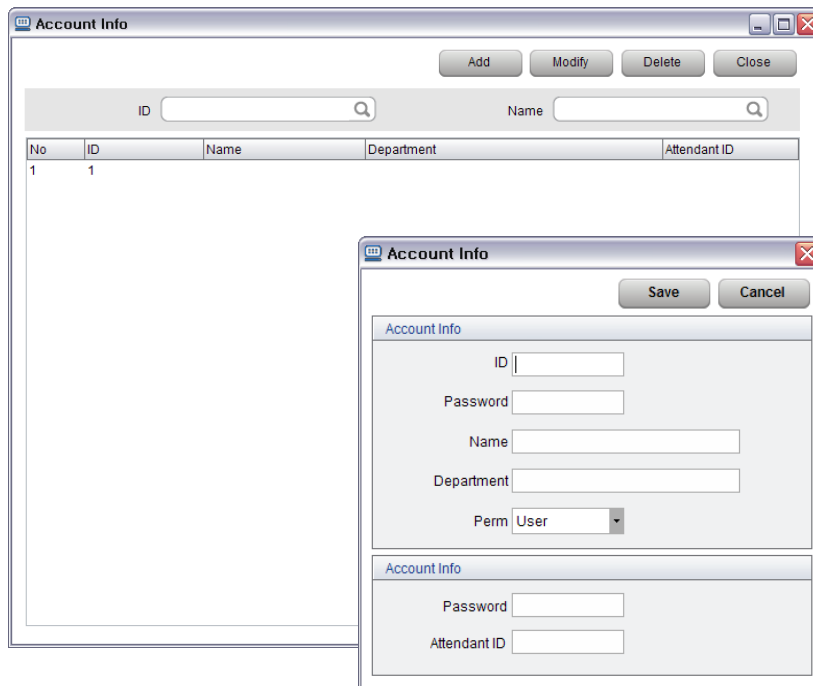 Account Info
Add Modify Delete Close
ID Name
No ID Name Department Attendant ID
1 1
Account Info
Save Cancel
Account Info
ID
Password
Name
Department
Perm User
Account Info
Password
Attendant ID